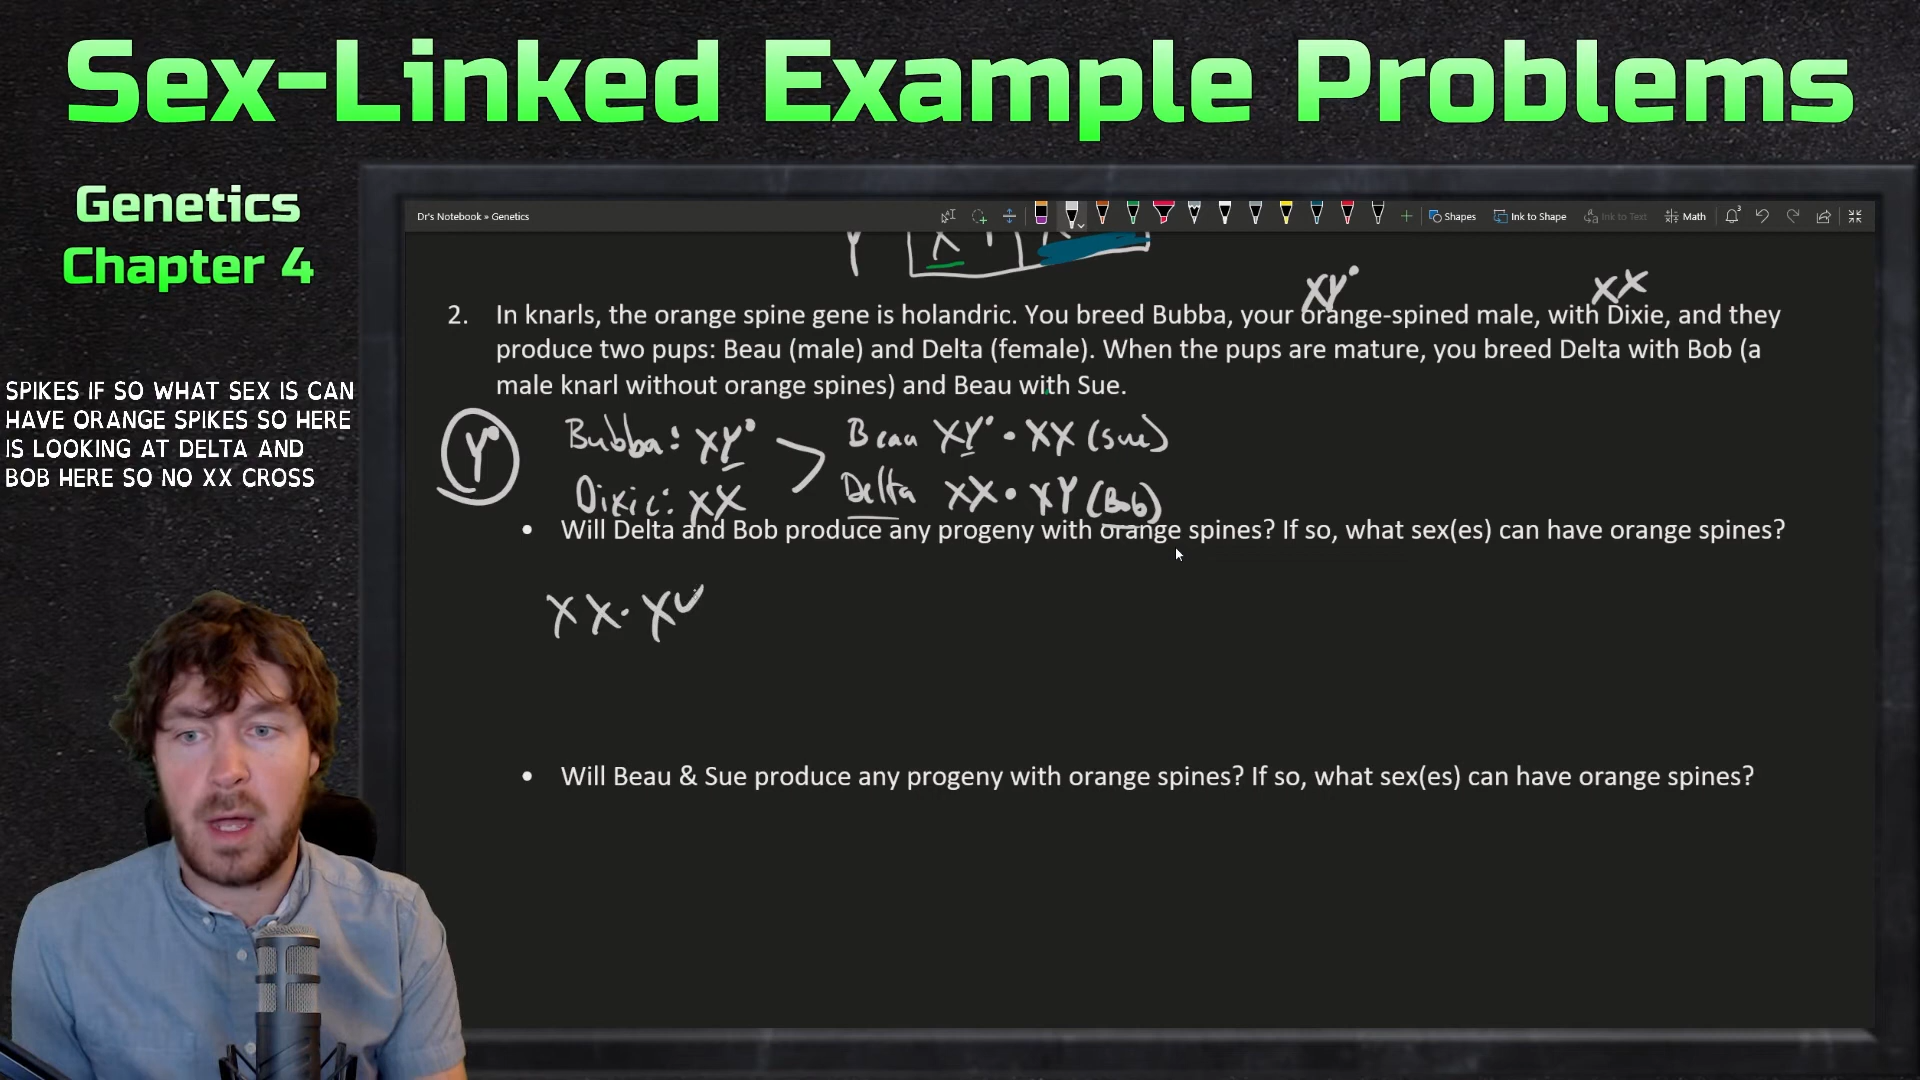 Sex-Linked Example Problems
Genetics
Chapter 4
SPIKES IF SO WHAT SEX IS CAN
HAVE ORANGE SPIKES SO HERE
IS LOOKING AT DELTA AND
BOB HERE SO NO XX CROSS
Dr's Notebook » Genetics
Shapes
Ink to Shape
Ink to Text
Math
3
Y
XY• XX
2. In knarls, the orange spine gene is holandric. You breed Bubba, your orange-spined male, with Dixie, and they
produce two pups: Beau (male) and Delta (female). When the pups are mature, you breed Delta with Bob (a
male knarl without orange spines) and Beau with Sue.
Y• Bubba: XY• > Beau XY• • XX (Sue)
Dixie: XX Delta XX • XY (Bob)
• Will Delta and Bob produce any progeny with orange spines? If so, what sex(es) can have orange spines?
XX • X
• Will Beau & Sue produce any progeny with orange spines? If so, what sex(es) can have orange spines?